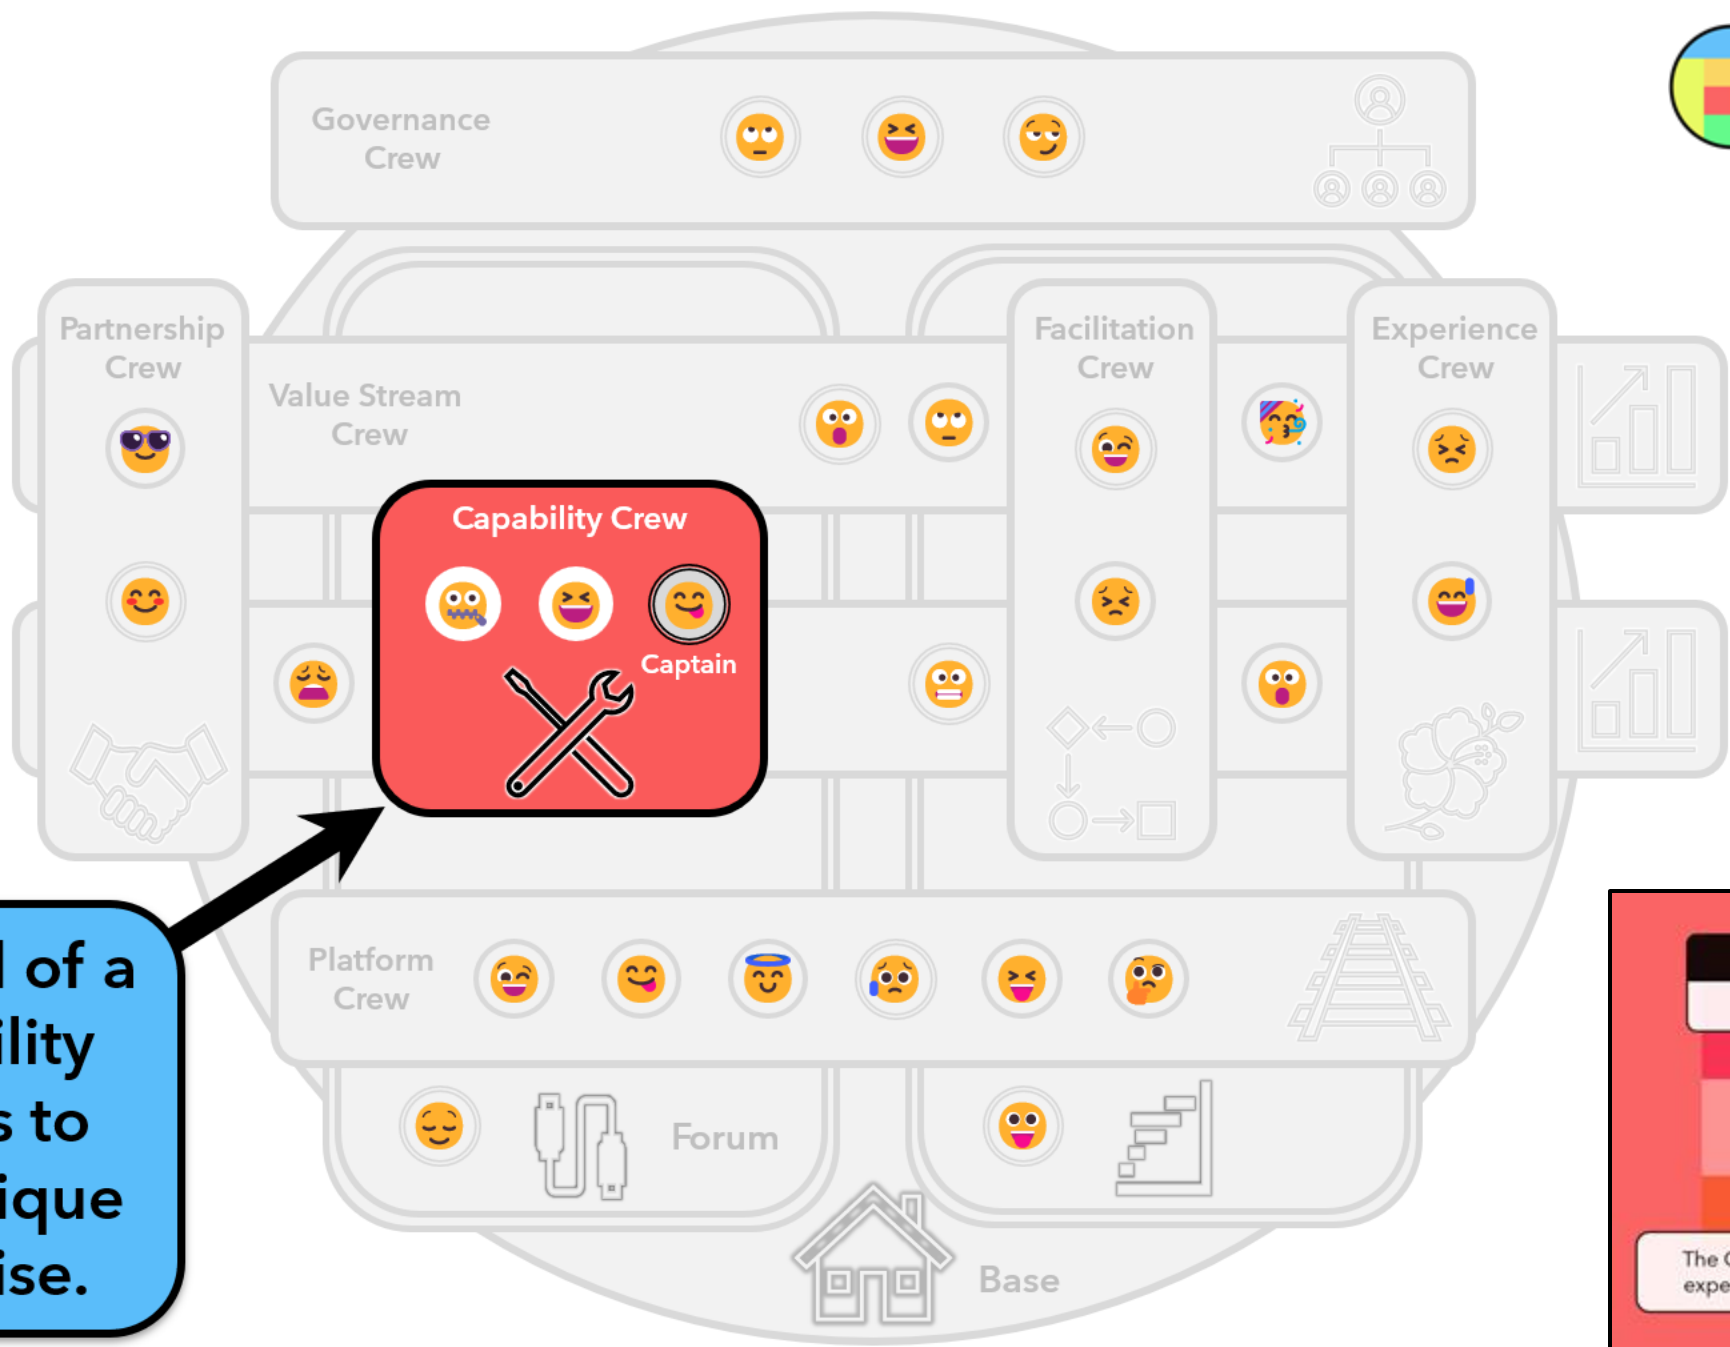 Governance
Crew
Partnership
Crew
Value Stream
Crew
Facilitation
Crew
Experience
Crew
Capability Crew
Captain
Platform
Crew
Forum
Base
of a
ility
s to
ique
ise.
The
expe